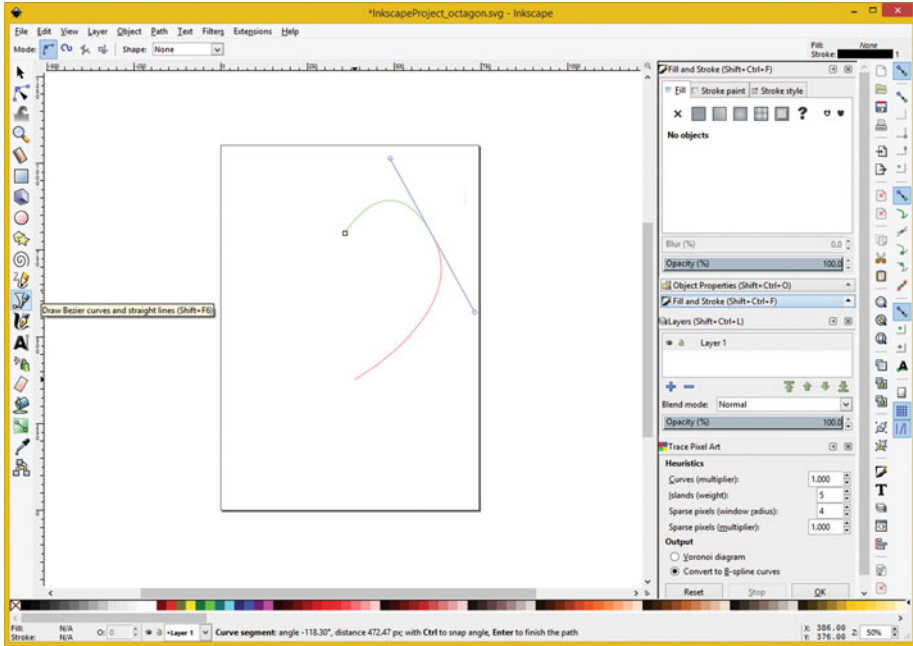 *InkscapeProject_octagon.svg - Inkscape
File Edit View Layer Object Path Text Filters Extensions Help
Mode: Shape: None
Fill: None
Stroke: 1
Fill and Stroke (Shift+Ctrl+F)
Fill Stroke paint Stroke style
No objects
Blur (%) 0.0
Opacity (%) 100.0
Object Properties (Shift+Ctrl+O)
Fill and Stroke (Shift+Ctrl+F)
Layers (Shift+Ctrl+L)
Layer 1
Blend mode: Normal
Opacity (%) 100.0
Trace Pixel Art
Heuristics
Curves (multiplier): 1.000
Islands (weight): 5
Sparse pixels (window radius): 4
Sparse pixels (multiplier): 1.000
Output
Voronoi diagram
Convert to B-spline curves
Reset Stop OK
Draw Bezier curves and straight lines (Shift+F6)
Fill: N/A
Stroke: N/A
O: 0 •Layer 1 Curve segment: angle -118.30°, distance 472.47 px; with Ctrl to snap angle, Enter to finish the path
X: 386.00
Y: 376.00
Z: 50%